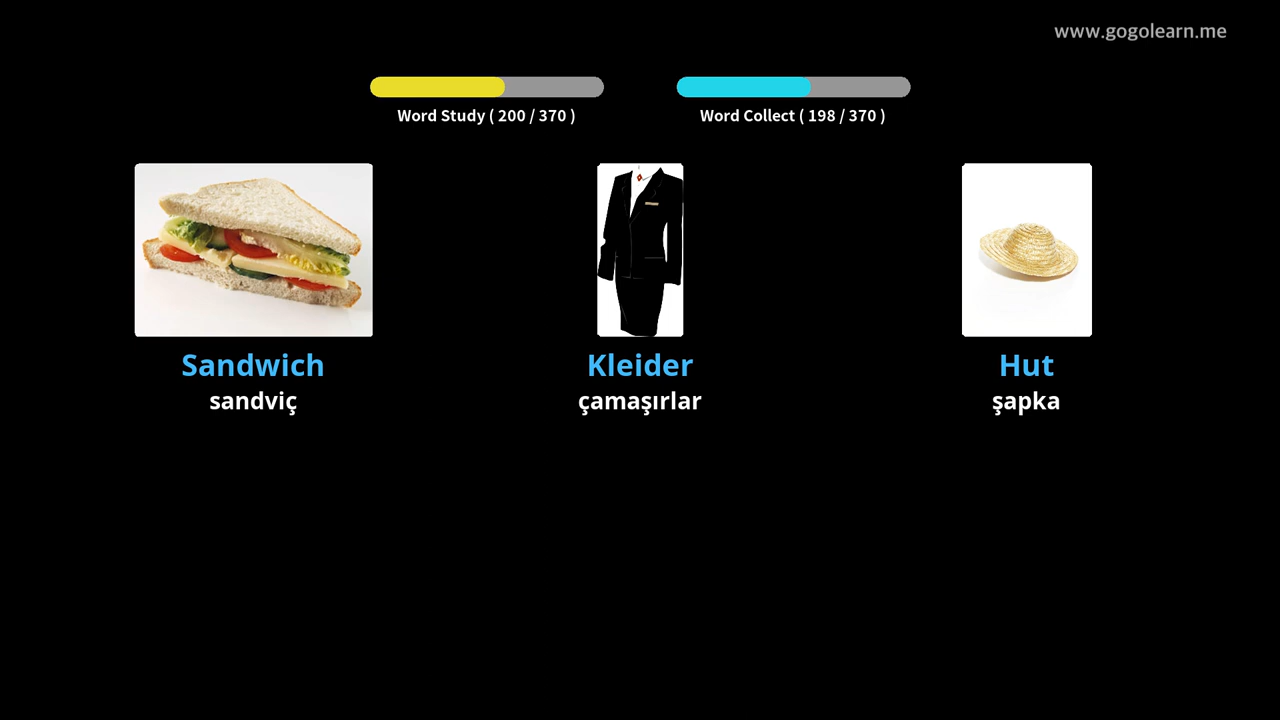 www.gogolearn.me
Word Study ( 200 / 370 )
Word Collect ( 198 / 370 )
Sandwich
sandviç
Kleider
çamaşırlar
Hut
şapka